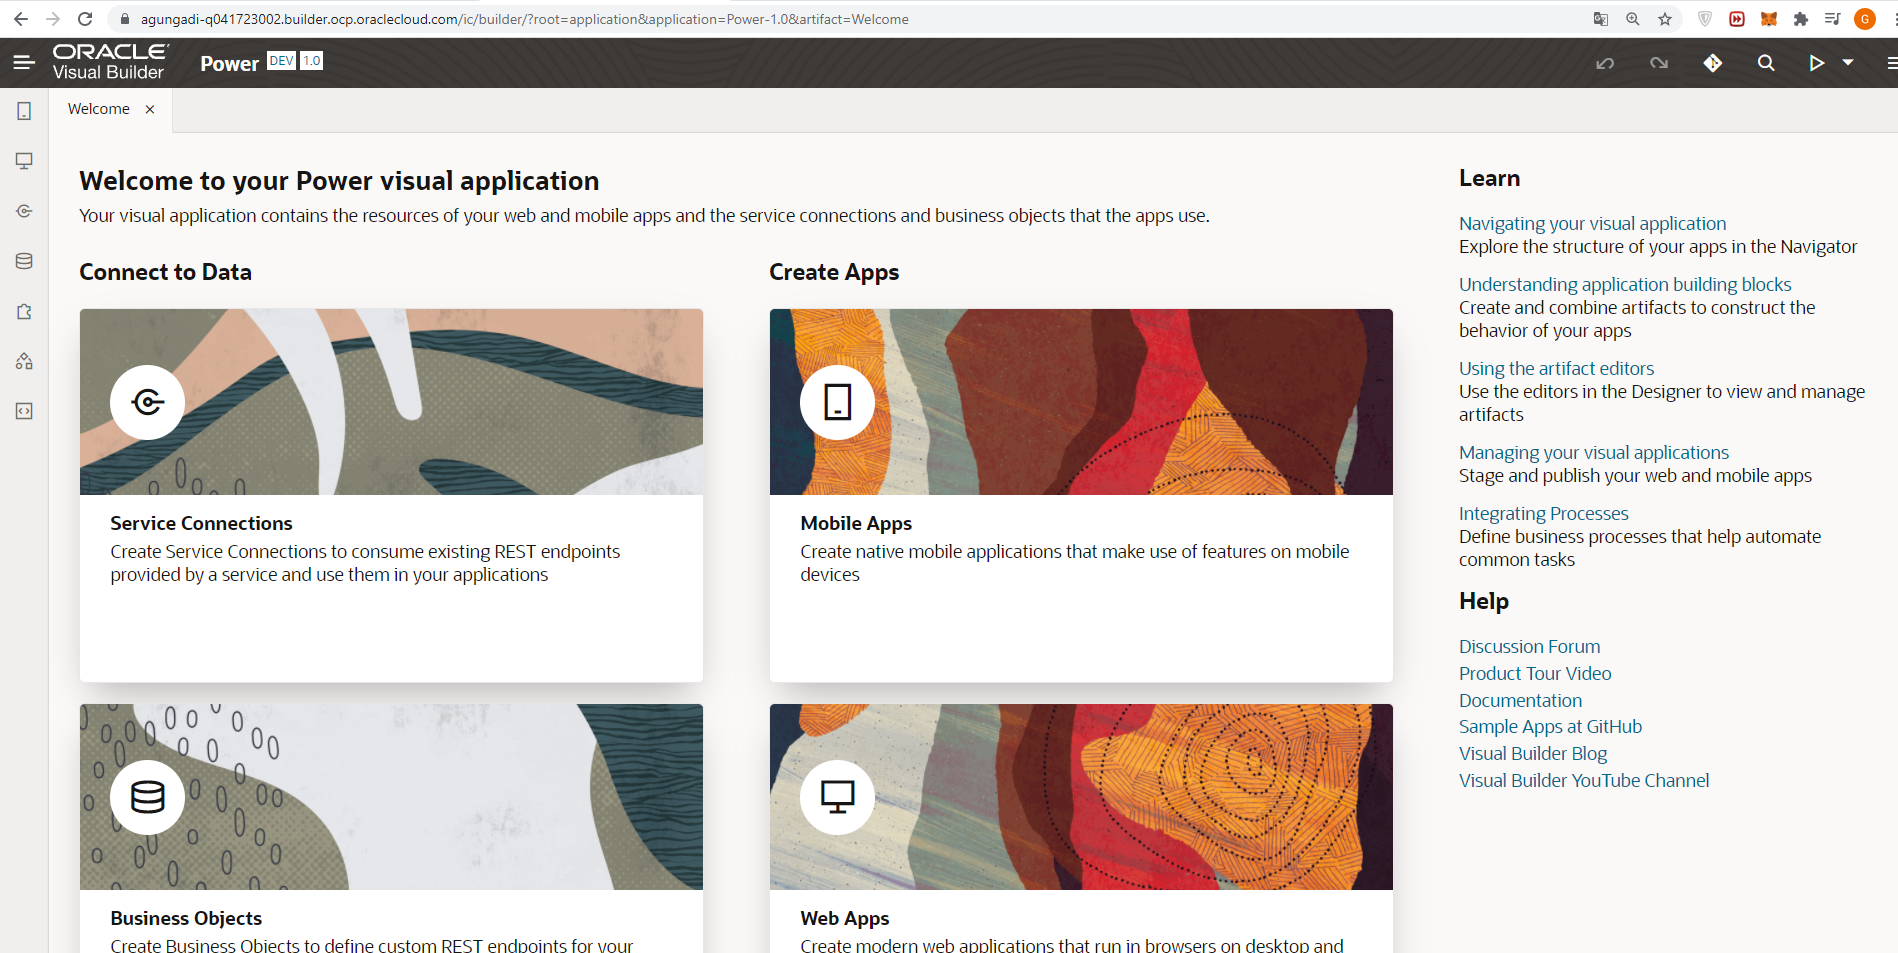 agungadi-q041723002.builder.ocp.oraclecloud.com/ic/builder/?root=application&application=Power-1.0&artifact=Welcome
G
ORACLE
Visual Builder
Power DEV 1.0
Welcome
Welcome to your Power visual application
Your visual application contains the resources of your web and mobile apps and the service connections and business objects that the apps use.
Connect to Data
Service Connections
Create Service Connections to consume existing REST endpoints
provided by a service and use them in your applications
Business Objects
Create Business Objects to define custom REST endpoints for your
Create Apps
Mobile Apps
Create native mobile applications that make use of features on mobile
devices
Web Apps
Create modern web applications that run in browsers on desktop and
Learn
Navigating your visual application
Explore the structure of your apps in the Navigator
Understanding application building blocks
Create and combine artifacts to construct the
behavior of your apps
Using the artifact editors
Use the editors in the Designer to view and manage
artifacts
Managing your visual applications
Stage and publish your web and mobile apps
Integrating Processes
Define business processes that help automate
common tasks
Help
Discussion Forum
Product Tour Video
Documentation
Sample Apps at GitHub
Visual Builder Blog
Visual Builder YouTube Channel